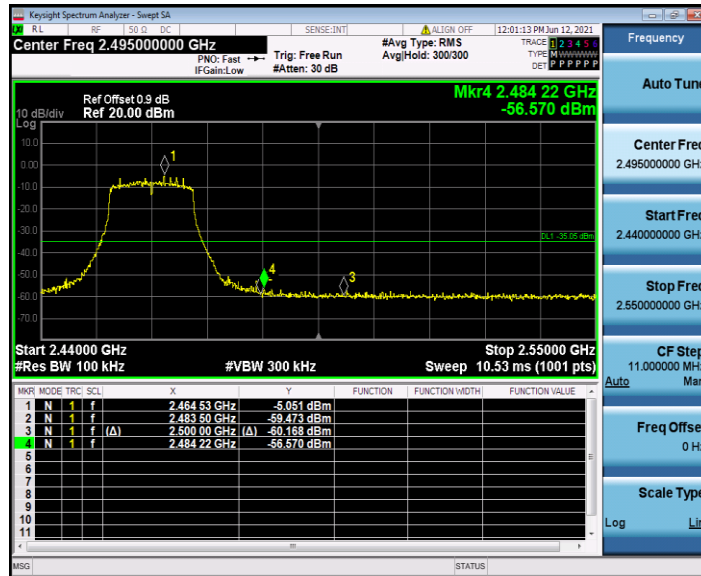 Keysight Spectrum Analyzer - Swept SA
RL RF 50 Ω DC SENSE:INT ALIGN OFF 12:01:13 PM Jun 12, 2021
Center Freq 2.495000000 GHz
PNO: Fast
IFGain:Low
Trig: Free Run
#Atten: 30 dB
#Avg Type: RMS
Avg|Hold: 300/300
TRACE 1 2 3 4 5 6
TYPE M W W W W W
DET P P P P P P
Ref Offset 0.9 dB
10 dB/div Ref 20.00 dBm
Log
Mkr4 2.484 22 GHz
-56.570 dBm
10.0
0.00
-10.0
-20.0
-30.0
-40.0
-50.0
-60.0
-70.0
1
4
3
DL1 -35.05 dBm
Start 2.44000 GHz Stop 2.55000 GHz
#Res BW 100 kHz #VBW 300 kHz Sweep 10.53 ms (1001 pts)
MKR MODE TRC SCL X Y FUNCTION FUNCTION WIDTH FUNCTION VALUE
1 N 1 f 2.464 53 GHz -5.051 dBm
2 N 1 f 2.483 50 GHz -59.473 dBm
3 N 1 f (Δ) 2.500 00 GHz (Δ) -60.168 dBm
4 N 1 f 2.484 22 GHz -56.570 dBm
5
6
7
8
9
10
11
MSG STATUS
Frequency
Auto Tune
Center Freq
2.495000000 GHz
Start Freq
2.440000000 GHz
Stop Freq
2.550000000 GHz
CF Step
11.000000 MHz
Auto Man
Freq Offset
0 Hz
Scale Type
Log Lin